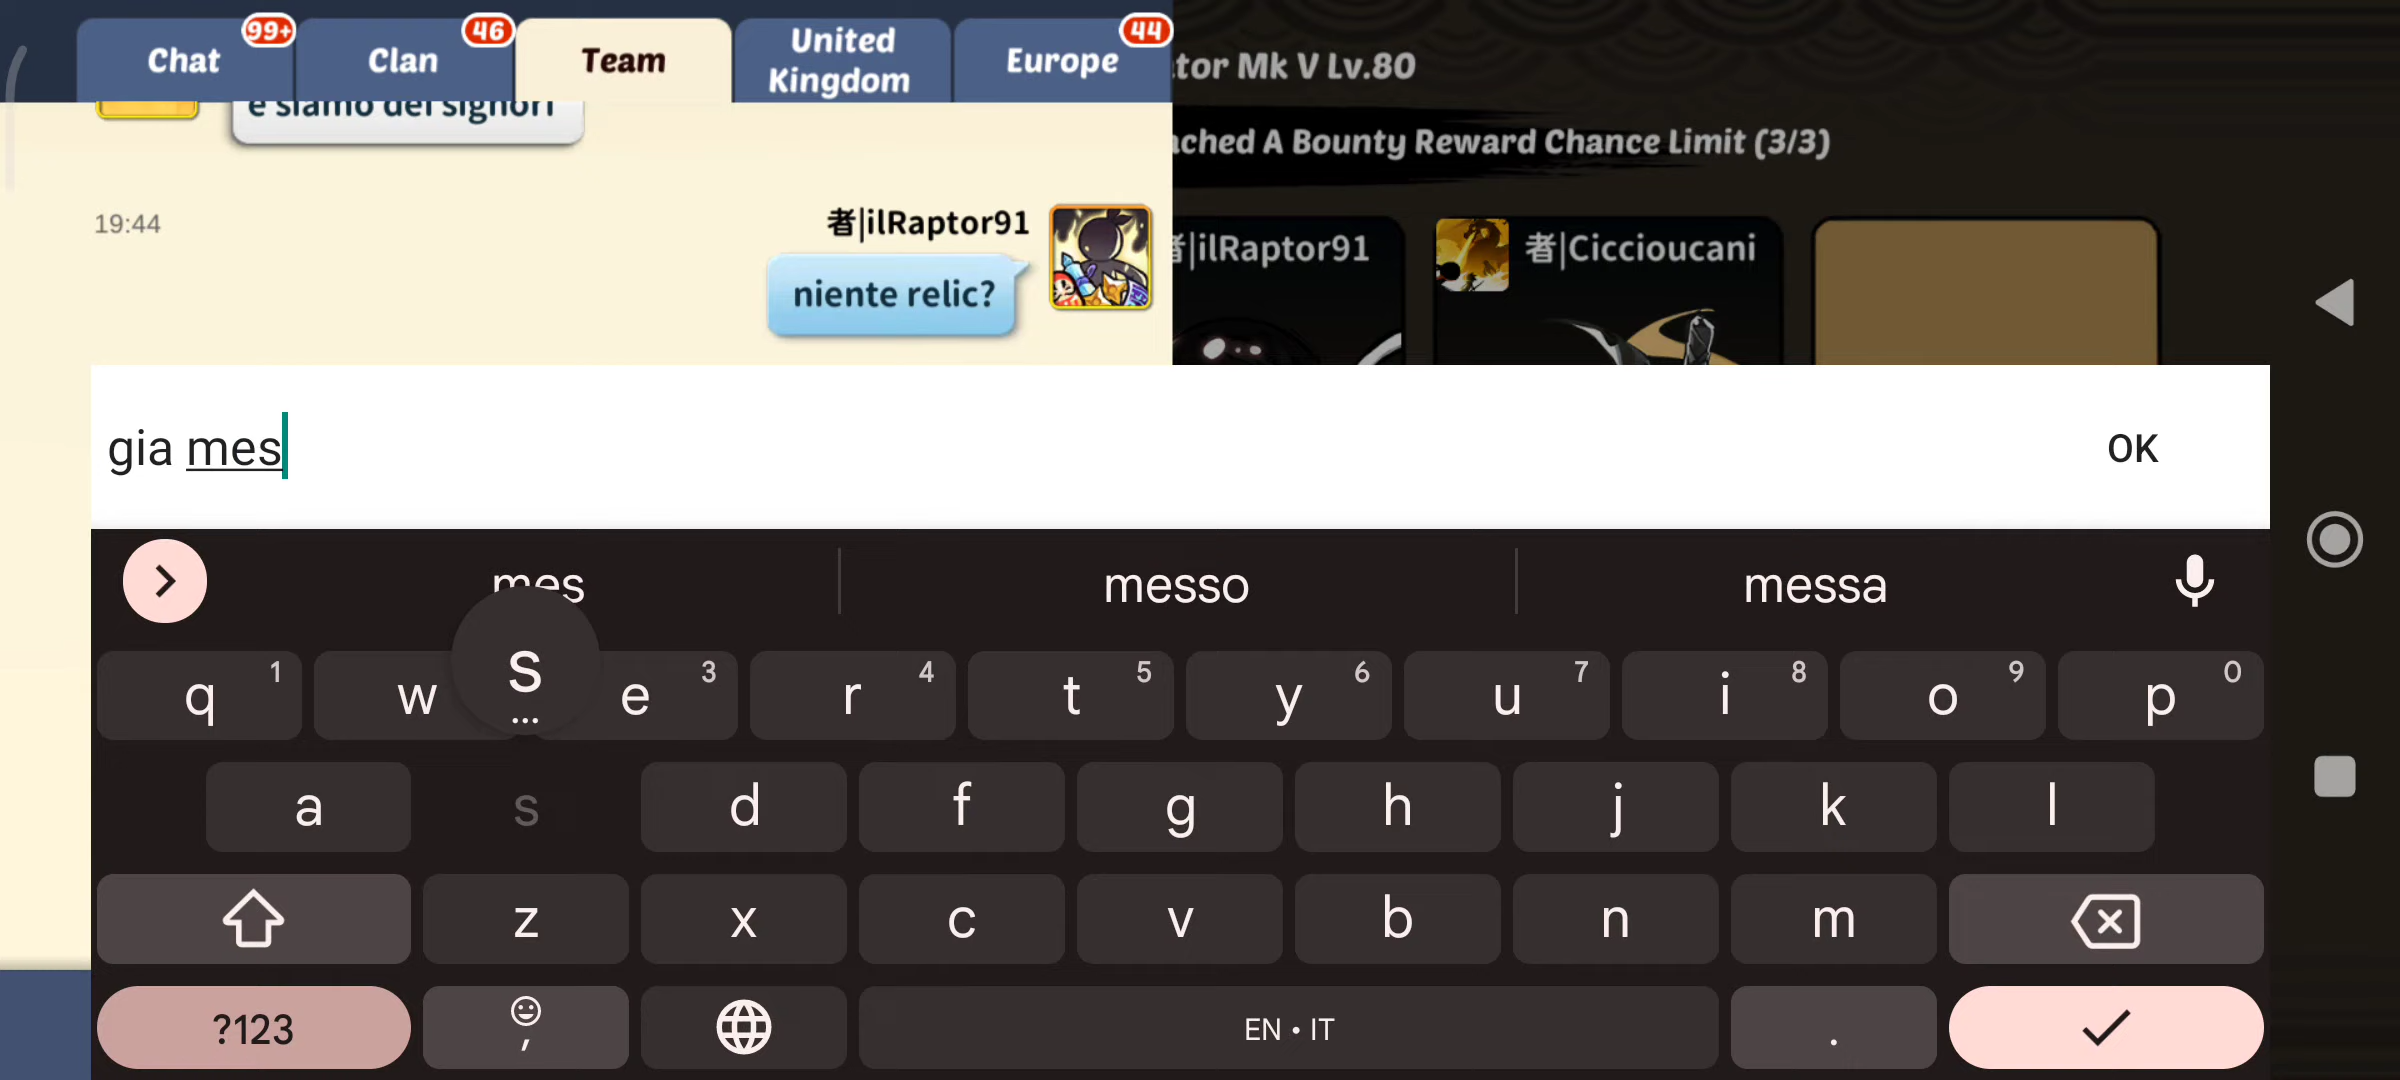 Chat
99+
Clan
46
Team
United
Kingdom
Europe
44
tor Mk V Lv.80
ached A Bounty Reward Chance Limit (3/3)
e siamo dei signori
19:44
者|ilRaptor91
niente relic?
|ilRaptor91
者|Ciccioucani
gia mes
OK
mes
messo
messa
q 1
w
s
...
e 3
r 4
t 5
y 6
u 7
i 8
o 9
p 0
a
s
d
f
g
h
j
k
l
z
x
c
v
b
n
m
?123
,
EN • IT
.